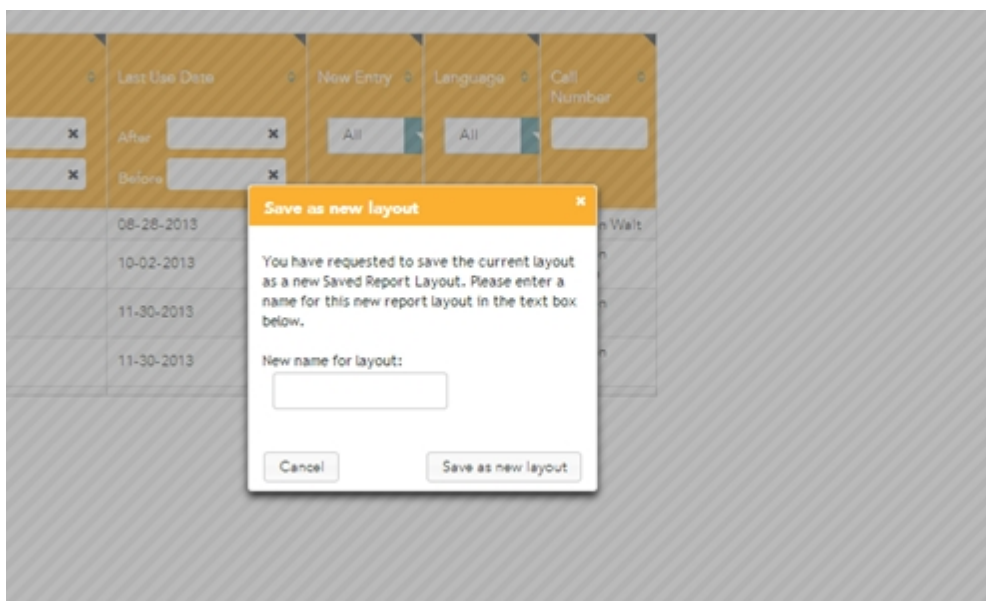 Last Use Date
New Entry
Language
Call
Number
After
All
All
Before
Save as new layout
08-28-2013
n Walt
10-02-2013
n
11-30-2013
n
11-30-2013
n
You have requested to save the current layout
as a new Saved Report Layout. Please enter a
name for this new report layout in the text box
below.
New name for layout:
Cancel
Save as new layout